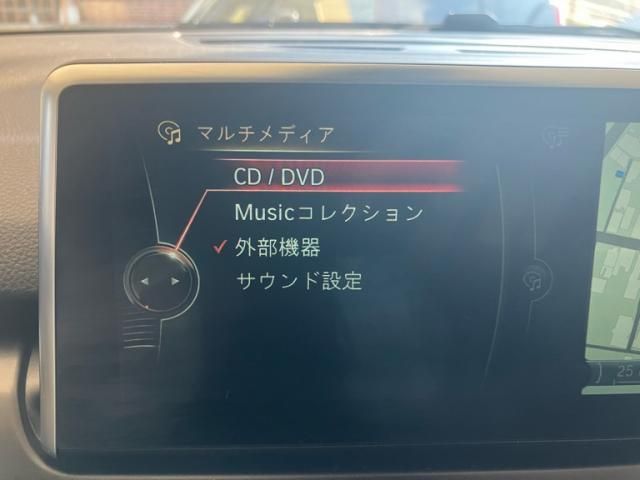 マルチメディア
CD / DVD
Musicコレクション
外部機器
サウンド設定